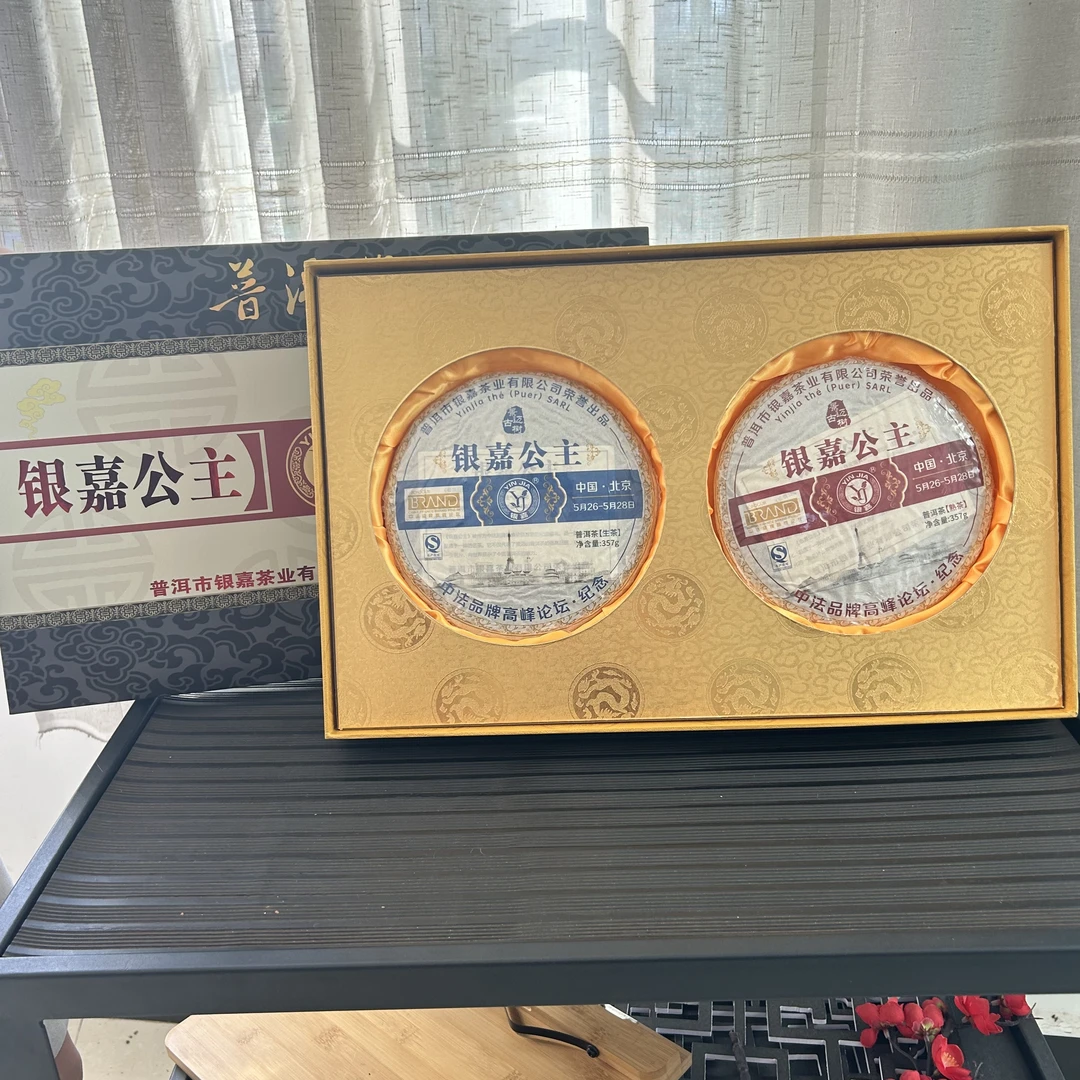 普洱
银嘉公主
普洱市银嘉茶业有
普洱市银嘉茶业有限公司荣誉出品
Yinjia thé (Puer) SARL
银嘉公主
BRAND
YIN JIA
中国·北京
5月26-5月28日
普洱茶[生茶]
净含量:357g
中法品牌高峰论坛·纪念
普洱市银嘉茶业有限公司荣誉出品
Yinjia thé (Puer) SARL
银嘉公主
BRAND
YIN JIA
中国·北京
5月26-5月28日
普洱茶[熟茶]
净含量:357g
中法品牌高峰论坛·纪念